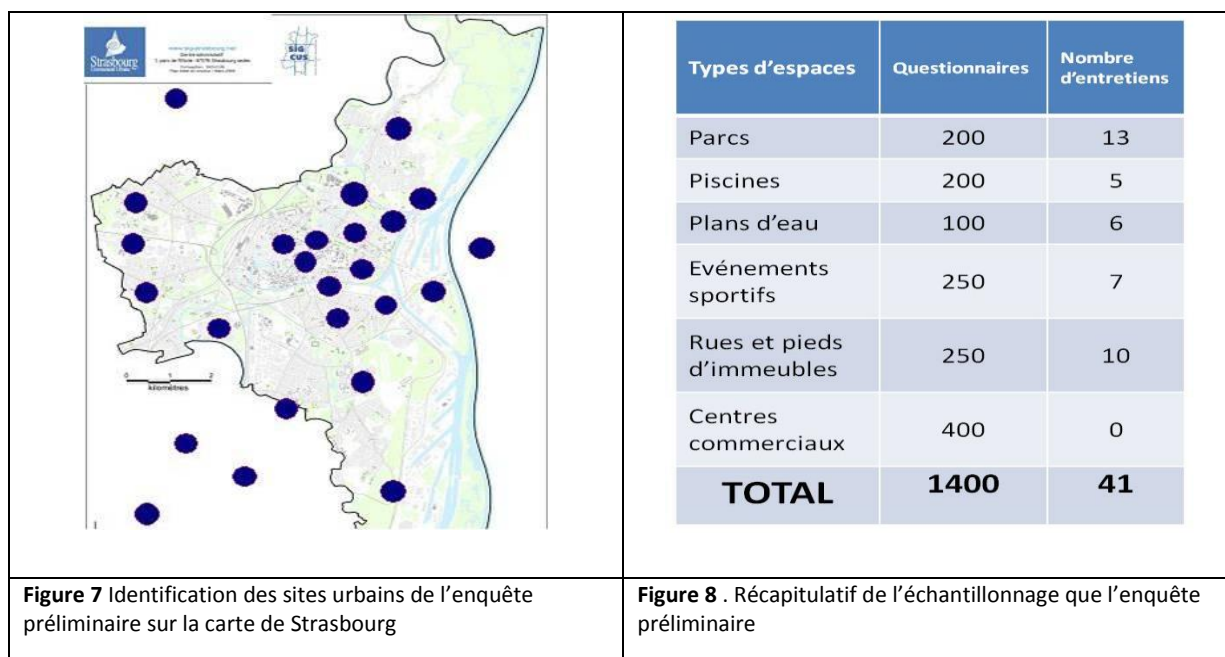 Strasbourg
SIG
CUS
0 1 2
kilomètres
Figure 7 Identification des sites urbains de l’enquête
préliminaire sur la carte de Strasbourg
Types d’espaces Questionnaires Nombre
d’entretiens
Parcs 200 13
Piscines 200 5
Plans d’eau 100 6
Evénements
sportifs 250 7
Rues et pieds
d’immeubles 250 10
Centres
commerciaux 400 0
TOTAL 1400 41
Figure 8 . Récapitulatif de l’échantillonnage que l’enquête
préliminaire